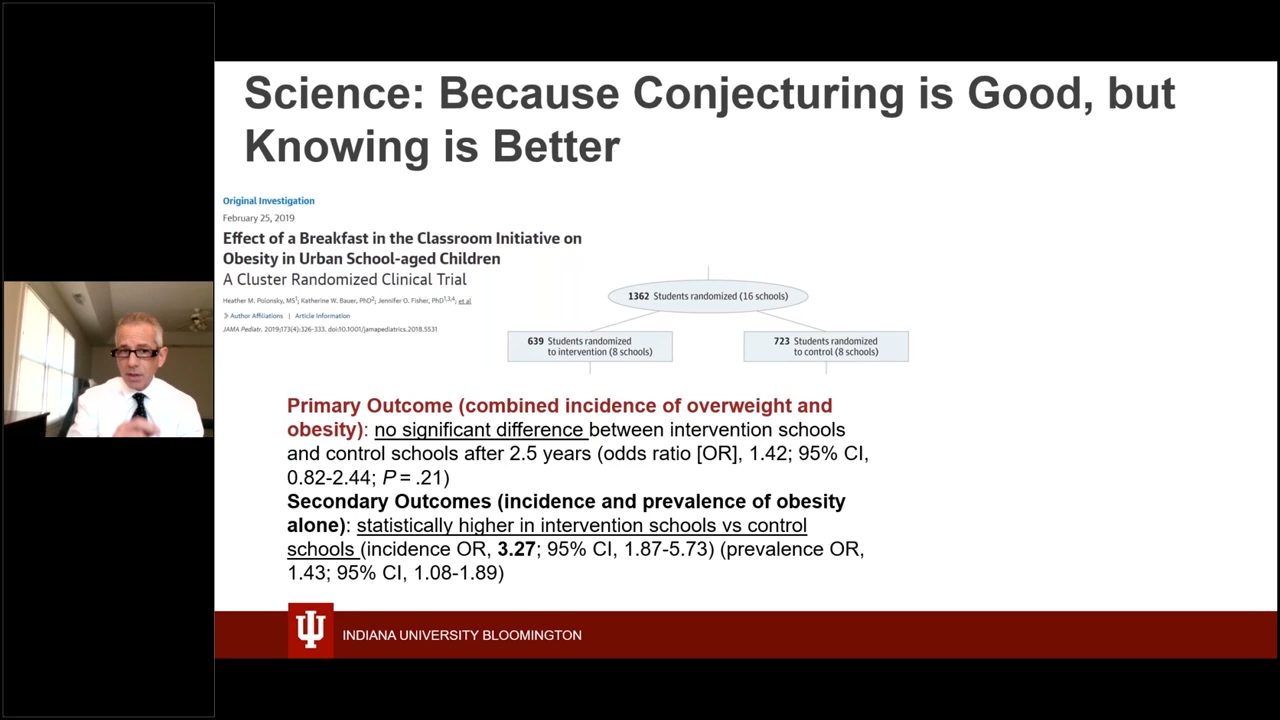 Science: Because Conjecturing is Good, but
Knowing is Better
Original Investigation
February 25, 2019
Effect of a Breakfast in the Classroom Initiative on
Obesity in Urban School-aged Children
A Cluster Randomized Clinical Trial
Heather M. Polonsky, MS1; Katherine W. Bauer, PhD2; Jennifer O. Fisher, PhD1,3,4; et al
Author Affiliations | Article Information
JAMA Pediatr. 2019;173(4):326-333. doi:10.1001/jamapediatrics.2018.5531
1362 Students randomized (16 schools)
639 Students randomized
to intervention (8 schools)
723 Students randomized
to control (8 schools)
Primary Outcome (combined incidence of overweight and
obesity): no significant difference between intervention schools
and control schools after 2.5 years (odds ratio [OR], 1.42; 95% CI,
0.82-2.44; P = .21)
Secondary Outcomes (incidence and prevalence of obesity
alone): statistically higher in intervention schools vs control
schools (incidence OR, 3.27; 95% CI, 1.87-5.73) (prevalence OR,
1.43; 95% CI, 1.08-1.89)
INDIANA UNIVERSITY BLOOMINGTON